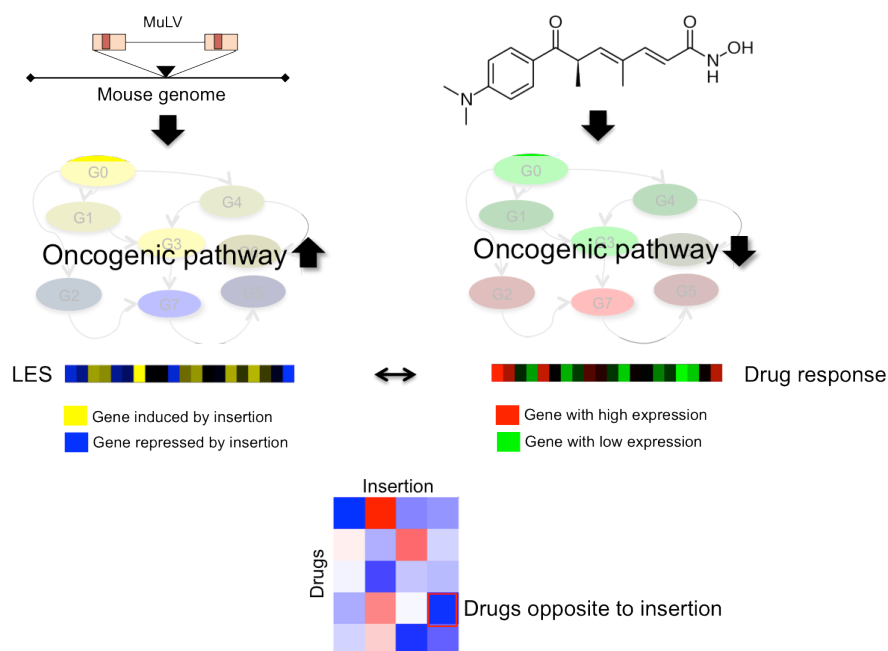 MuLV
Mouse genome
O
O
N
H
OH
N
G0
G1
G4
G3
Oncogenic pathway
G2
G7
G0
G1
G4
G3
Oncogenic pathway
G2
G7
G5
LES
Drug response
Gene induced by insertion
Gene repressed by insertion
Gene with high expression
Gene with low expression
Insertion
Drugs
Drugs opposite to insertion